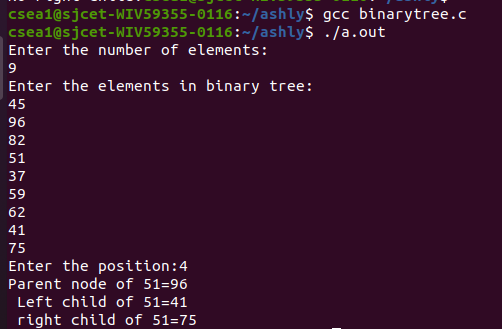 csea1@sjcet-WIV59355-0116:~/ashly$ gcc binarytree.c
csea1@sjcet-WIV59355-0116:~/ashly$ ./a.out
Enter the number of elements:
9
Enter the elements in binary tree:
45
96
82
51
37
59
62
41
75
Enter the position:4
Parent node of 51=96
Left child of 51=41
right child of 51=75